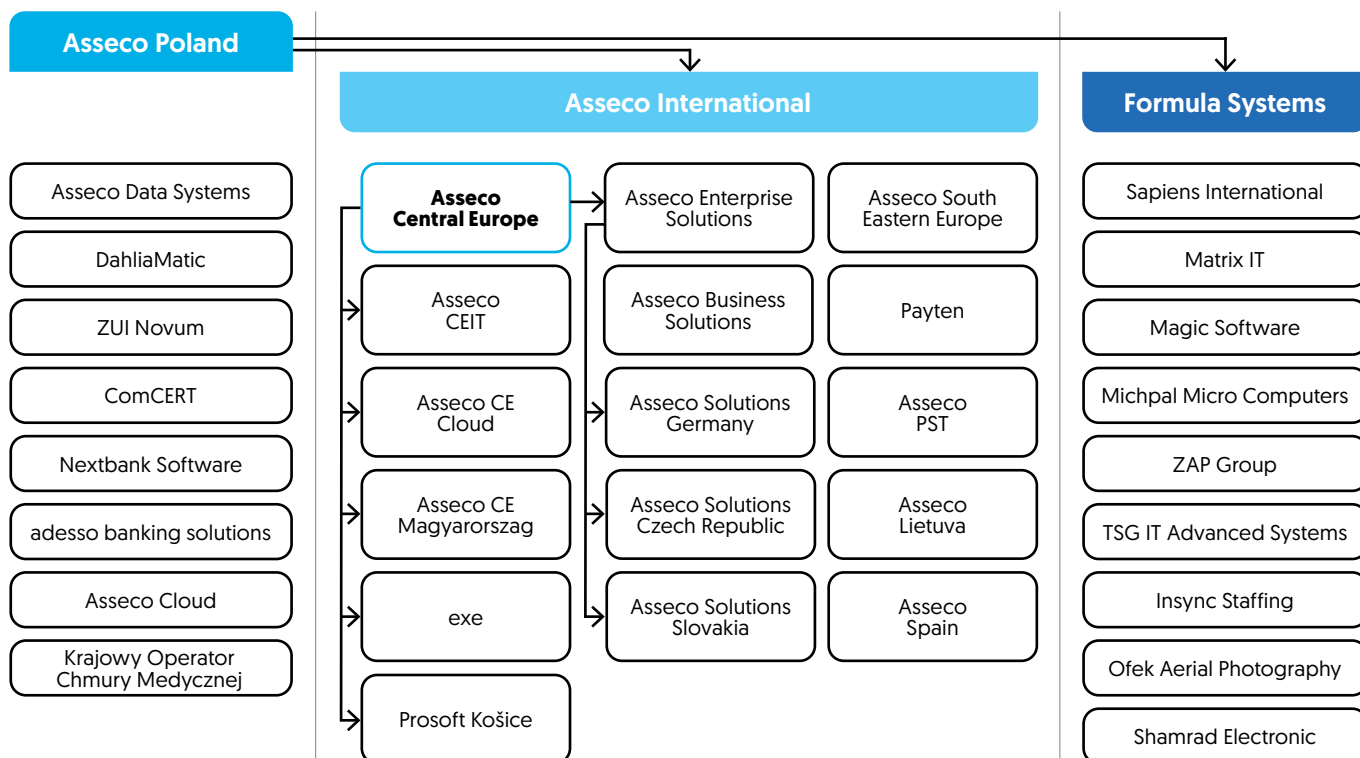 Asseco Poland
Asseco International
Formula Systems
Asseco Data Systems
DahliaMatic
ZUI Novum
ComCERT
Nextbank Software
adesso banking solutions
Asseco Cloud
Krajowy Operator
Chmury Medycznej
Asseco
Central Europe
Asseco
CEIT
Asseco CE
Cloud
Asseco CE
Magyarorszag
exe
Prosoft Košice
Asseco Enterprise
Solutions
Asseco Business
Solutions
Asseco Solutions
Germany
Asseco Solutions
Czech Republic
Asseco Solutions
Slovakia
Asseco South
Eastern Europe
Payten
Asseco
PST
Asseco
Lietuva
Asseco
Spain
Sapiens International
Matrix IT
Magic Software
Michpal Micro Computers
ZAP Group
TSG IT Advanced Systems
Insync Staffing
Ofek Aerial Photography
Shamrad Electronic